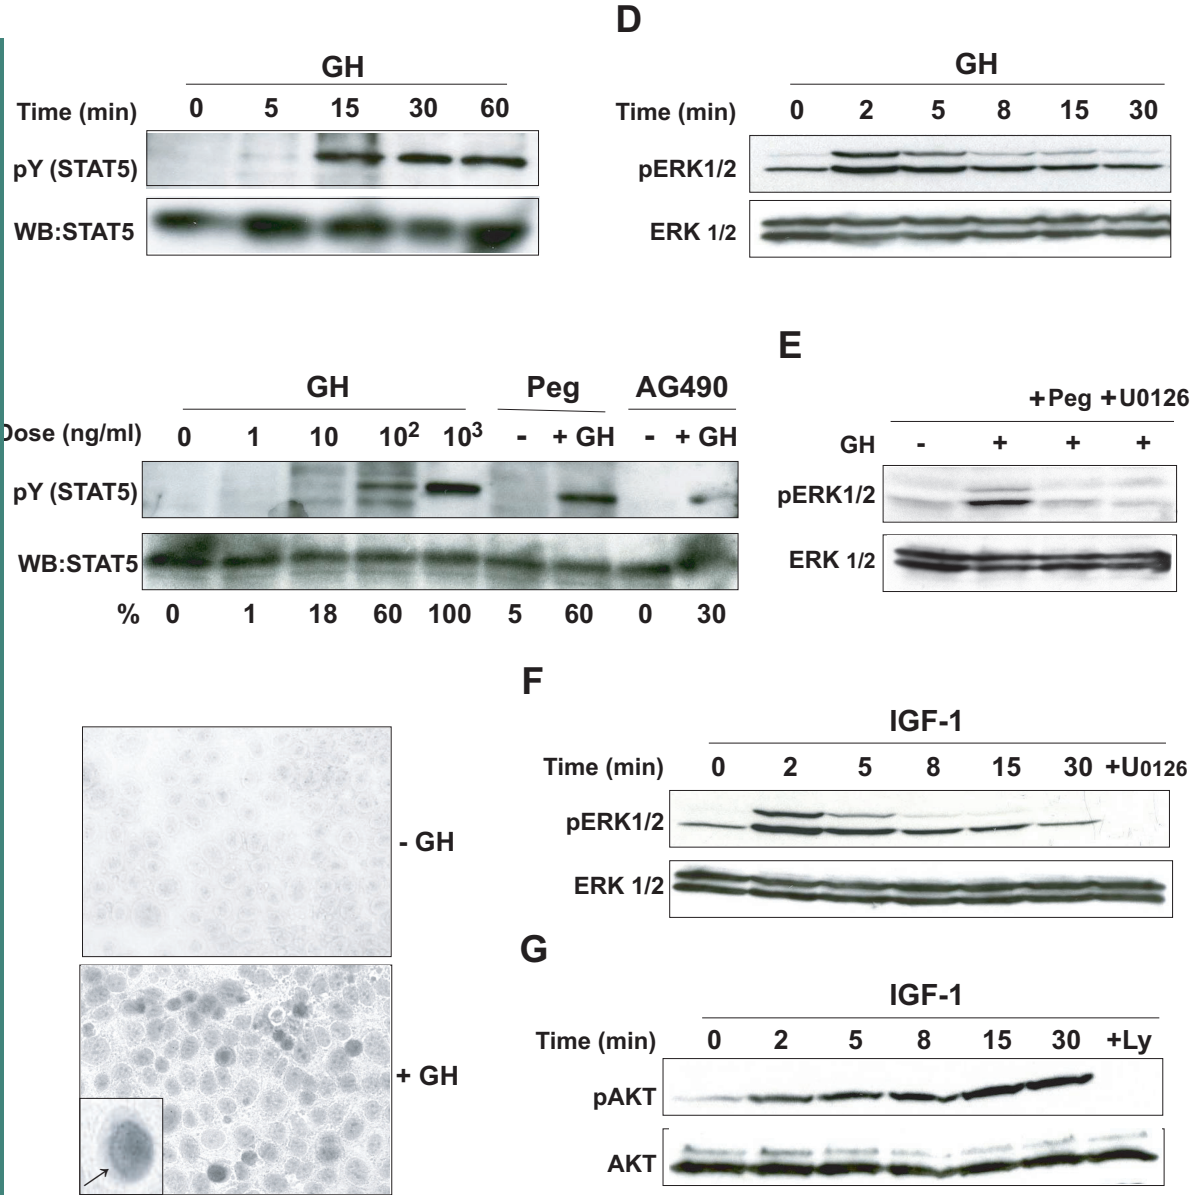 GH
Time (min) 0 5 15 30 60
pY (STAT5)
WB:STAT5
D
GH
Time (min) 0 2 5 8 15 30
pERK1/2
ERK 1/2
GH Peg AG490
Dose (ng/ml) 0 1 10 10² 10³ - + GH - + GH
pY (STAT5)
WB:STAT5
% 0 1 18 60 100 5 60 0 30
E
+Peg +U0126
GH - + + +
pERK1/2
ERK 1/2
- GH
+ GH
F
IGF-1
Time (min) 0 2 5 8 15 30 +U0126
pERK1/2
ERK 1/2
G
IGF-1
Time (min) 0 2 5 8 15 30 +Ly
pAKT
AKT